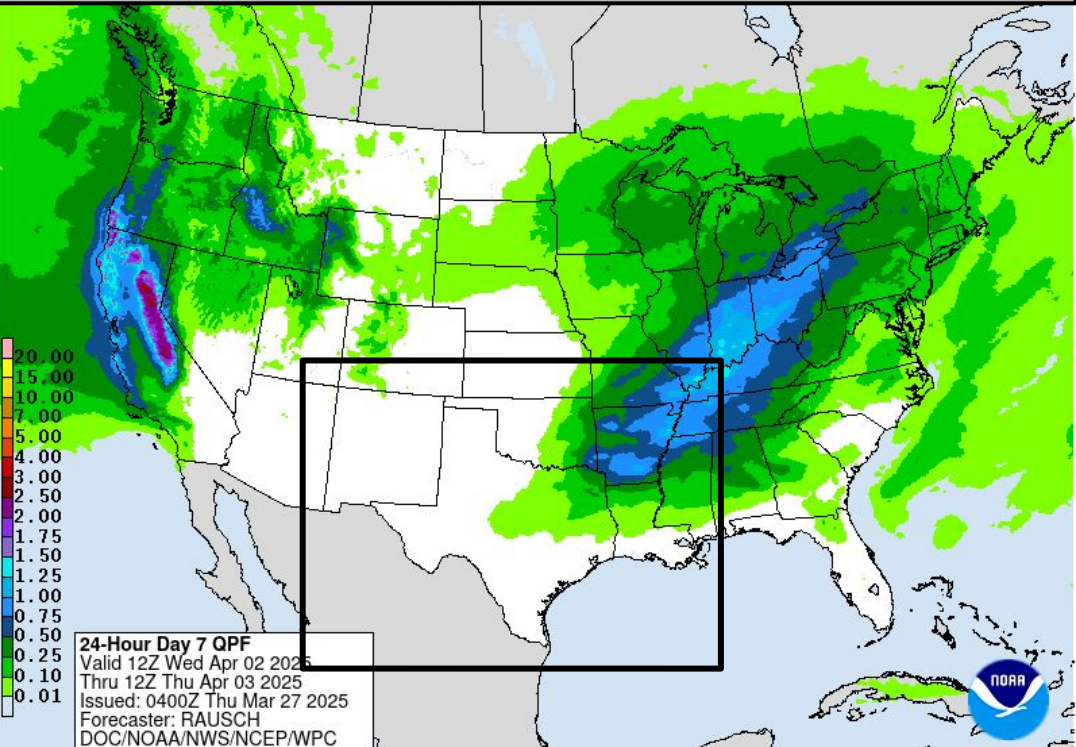 20.00
15.00
10.00
7.00
5.00
4.00
3.00
2.50
2.00
1.75
1.50
1.25
1.00
0.75
0.50
0.25
0.10
0.01
24-Hour Day 7 QPF
Valid 12Z Wed Apr 02 2025
Thru 12Z Thu Apr 03 2025
Issued: 0400Z Thu Mar 27 2025
Forecaster: RAUSCH
DOC/NOAA/NWS/NCEP/WPC
NOAA